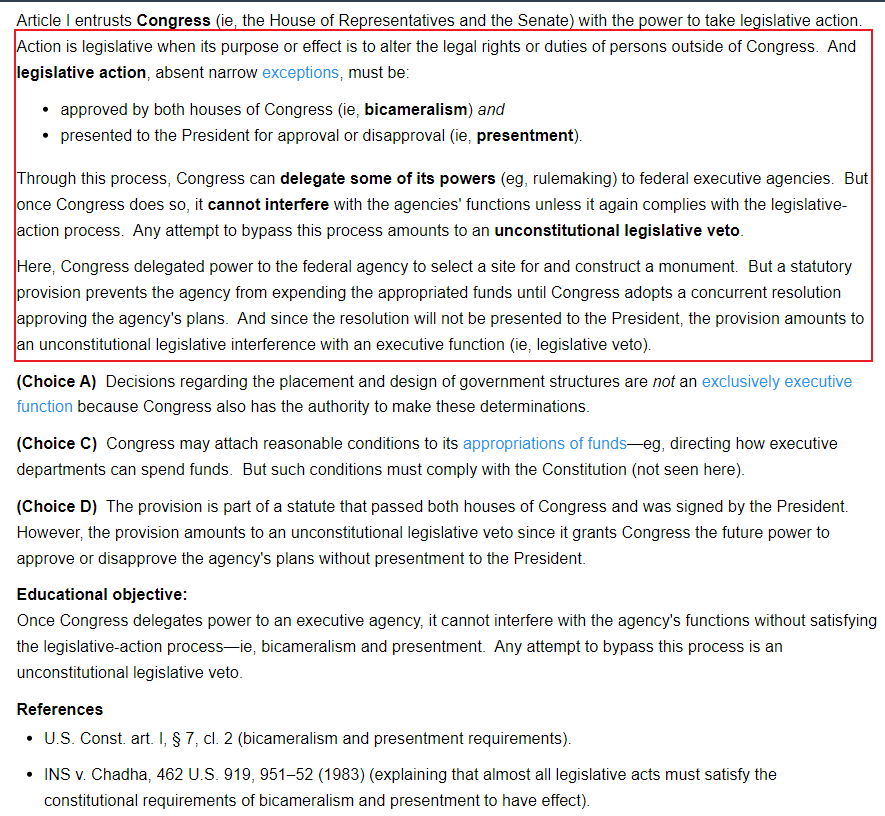 Article I entrusts Congress (ie, the House of Representatives and the Senate) with the power to take legislative action.
Action is legislative when its purpose or effect is to alter the legal rights or duties of persons outside of Congress.  And
legislative action, absent narrow exceptions, must be:
• approved by both houses of Congress (ie, bicameralism) and
• presented to the President for approval or disapproval (ie, presentment).
Through this process, Congress can delegate some of its powers (eg, rulemaking) to federal executive agencies.  But
once Congress does so, it cannot interfere with the agencies' functions unless it again complies with the legislative-
action process.  Any attempt to bypass this process amounts to an unconstitutional legislative veto.
Here, Congress delegated power to the federal agency to select a site for and construct a monument.  But a statutory
provision prevents the agency from expending the appropriated funds until Congress adopts a concurrent resolution
approving the agency's plans.  And since the resolution will not be presented to the President, the provision amounts to
an unconstitutional legislative interference with an executive function (ie, legislative veto).
(Choice A)  Decisions regarding the placement and design of government structures are not an exclusively executive
function because Congress also has the authority to make these determinations.
(Choice C)  Congress may attach reasonable conditions to its appropriations of funds—eg, directing how executive
departments can spend funds.  But such conditions must comply with the Constitution (not seen here).
(Choice D)  The provision is part of a statute that passed both houses of Congress and was signed by the President.
However, the provision amounts to an unconstitutional legislative veto since it grants Congress the future power to
approve or disapprove the agency's plans without presentment to the President.
Educational objective:
Once Congress delegates power to an executive agency, it cannot interfere with the agency's functions without satisfying
the legislative-action process—ie, bicameralism and presentment.  Any attempt to bypass this process is an
unconstitutional legislative veto.
References
• U.S. Const. art. I, § 7, cl. 2 (bicameralism and presentment requirements).
• INS v. Chadha, 462 U.S. 919, 951–52 (1983) (explaining that almost all legislative acts must satisfy the
constitutional requirements of bicameralism and presentment to have effect).